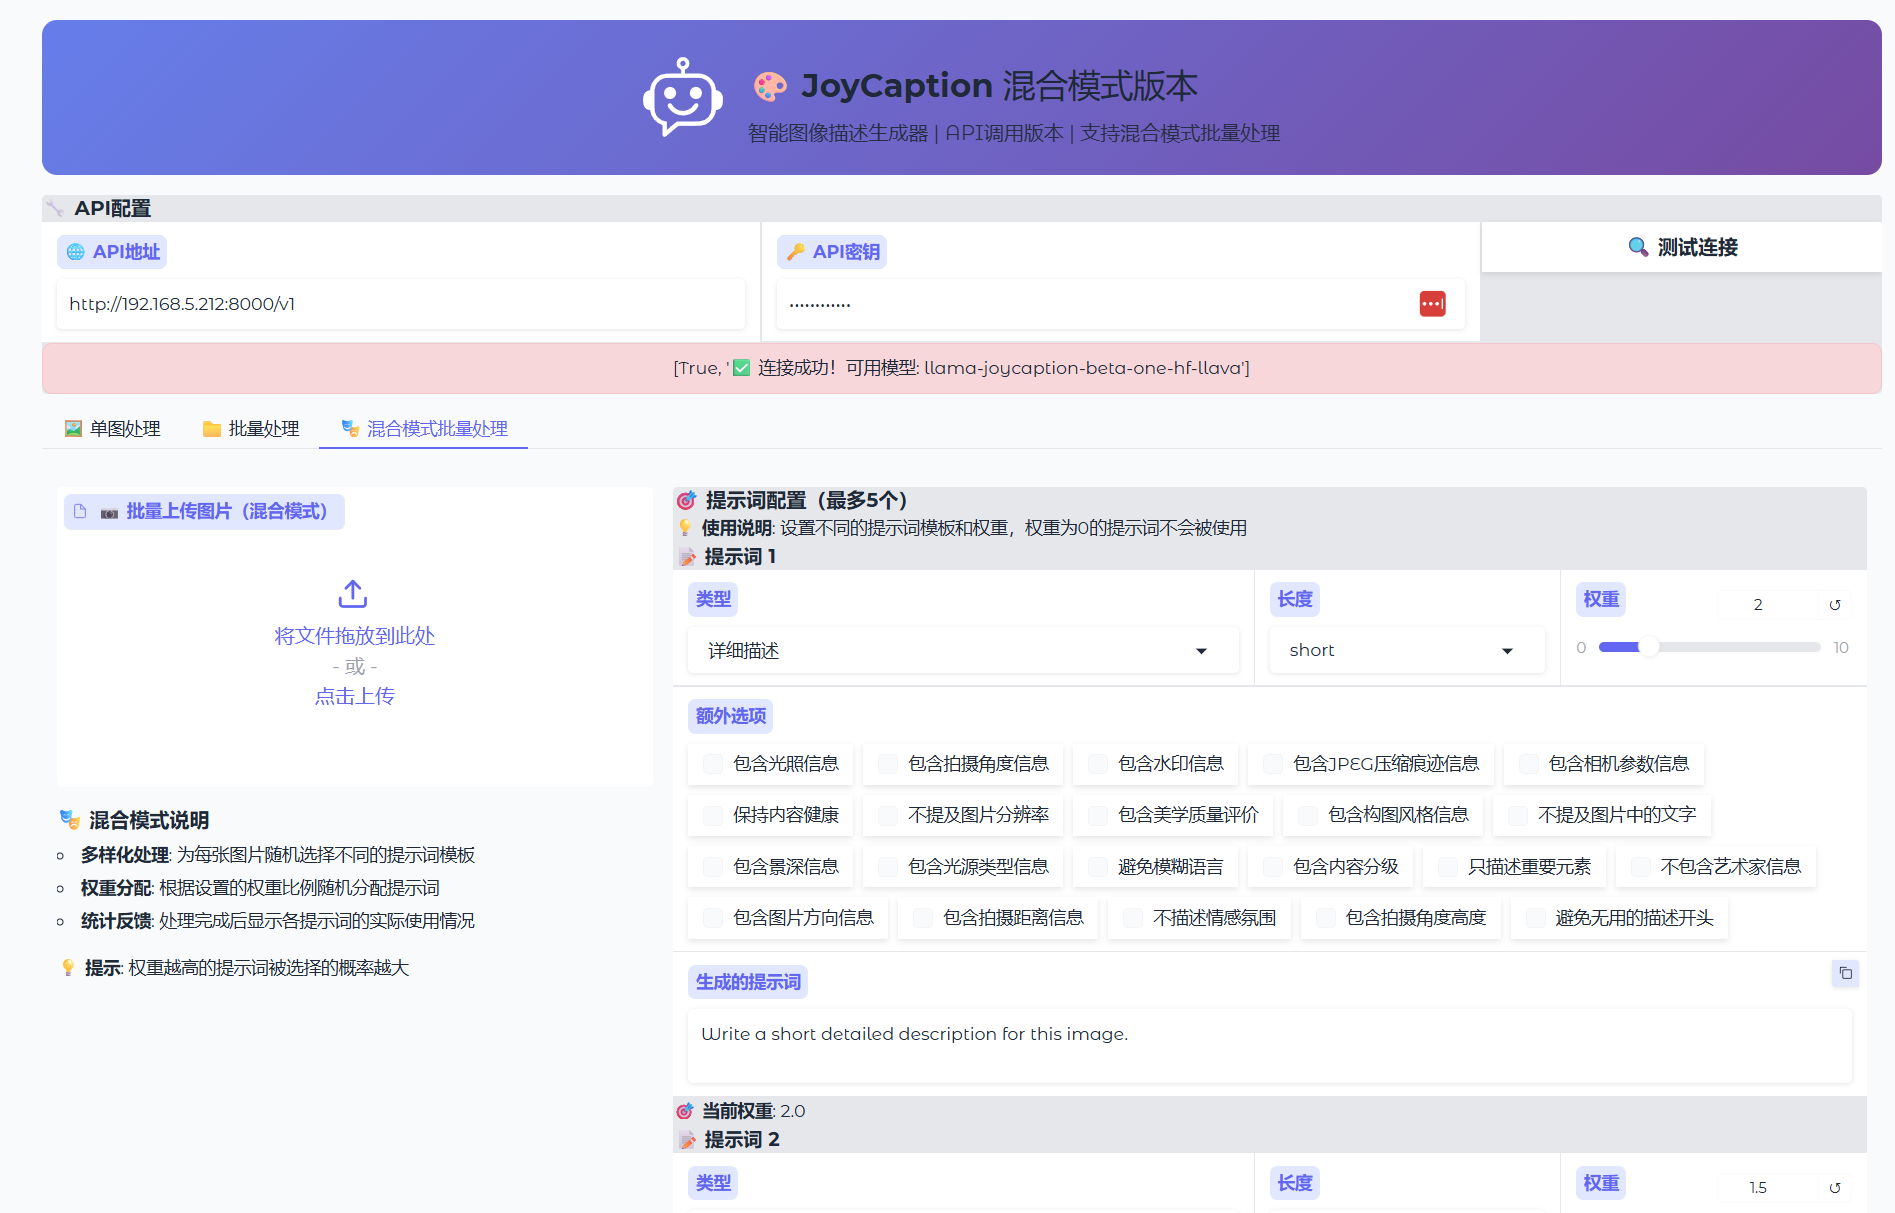 🎨 JoyCaption 混合模式版本
智能图像描述生成器 | API调用版本 | 支持混合模式批量处理
🔧 API配置
🌐 API地址
http://192.168.5.212:8000/v1
🔑 API密钥
••••••••••••
🔍 测试连接
[True, '✅ 连接成功！可用模型: llama-joycaption-beta-one-hf-llava']
🖼️ 单图处理
📁 批量处理
🎭 混合模式批量处理
📷 批量上传图片（混合模式）
将文件拖放到此处
- 或 -
点击上传
🎭 混合模式说明
多样化处理: 为每张图片随机选择不同的提示词模板
权重分配: 根据设置的权重比例随机分配提示词
统计反馈: 处理完成后显示各提示词的实际使用情况
💡 提示: 权重越高的提示词被选择的概率越大
🎯 提示词配置（最多5个）
💡 使用说明: 设置不同的提示词模板和权重，权重为0的提示词不会被使用
📝 提示词 1
类型
详细描述
长度
short
权重
2
0
10
额外选项
包含光照信息 包含拍摄角度信息 包含水印信息 包含JPEG压缩痕迹信息 包含相机参数信息
保持内容健康 不提及图片分辨率 包含美学质量评价 包含构图风格信息 不提及图片中的文字
包含景深信息 包含光源类型信息 避免模糊语言 包含内容分级 只描述重要元素 不包含艺术家信息
包含图片方向信息 包含拍摄距离信息 不描述情感氛围 包含拍摄角度高度 避免无用的描述开头
生成的提示词
Write a short detailed description for this image.
🎯 当前权重: 2.0
📝 提示词 2
类型
长度
权重
1.5